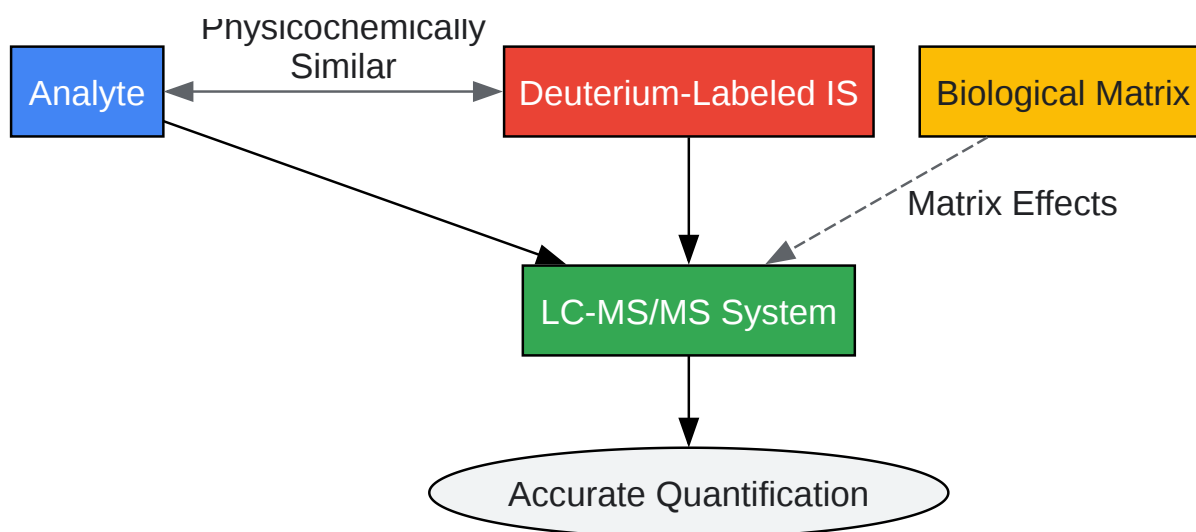 Physicochemically
Similar
Analyte
Deuterium-Labeled IS
Biological Matrix
Matrix Effects
LC-MS/MS System
Accurate Quantification